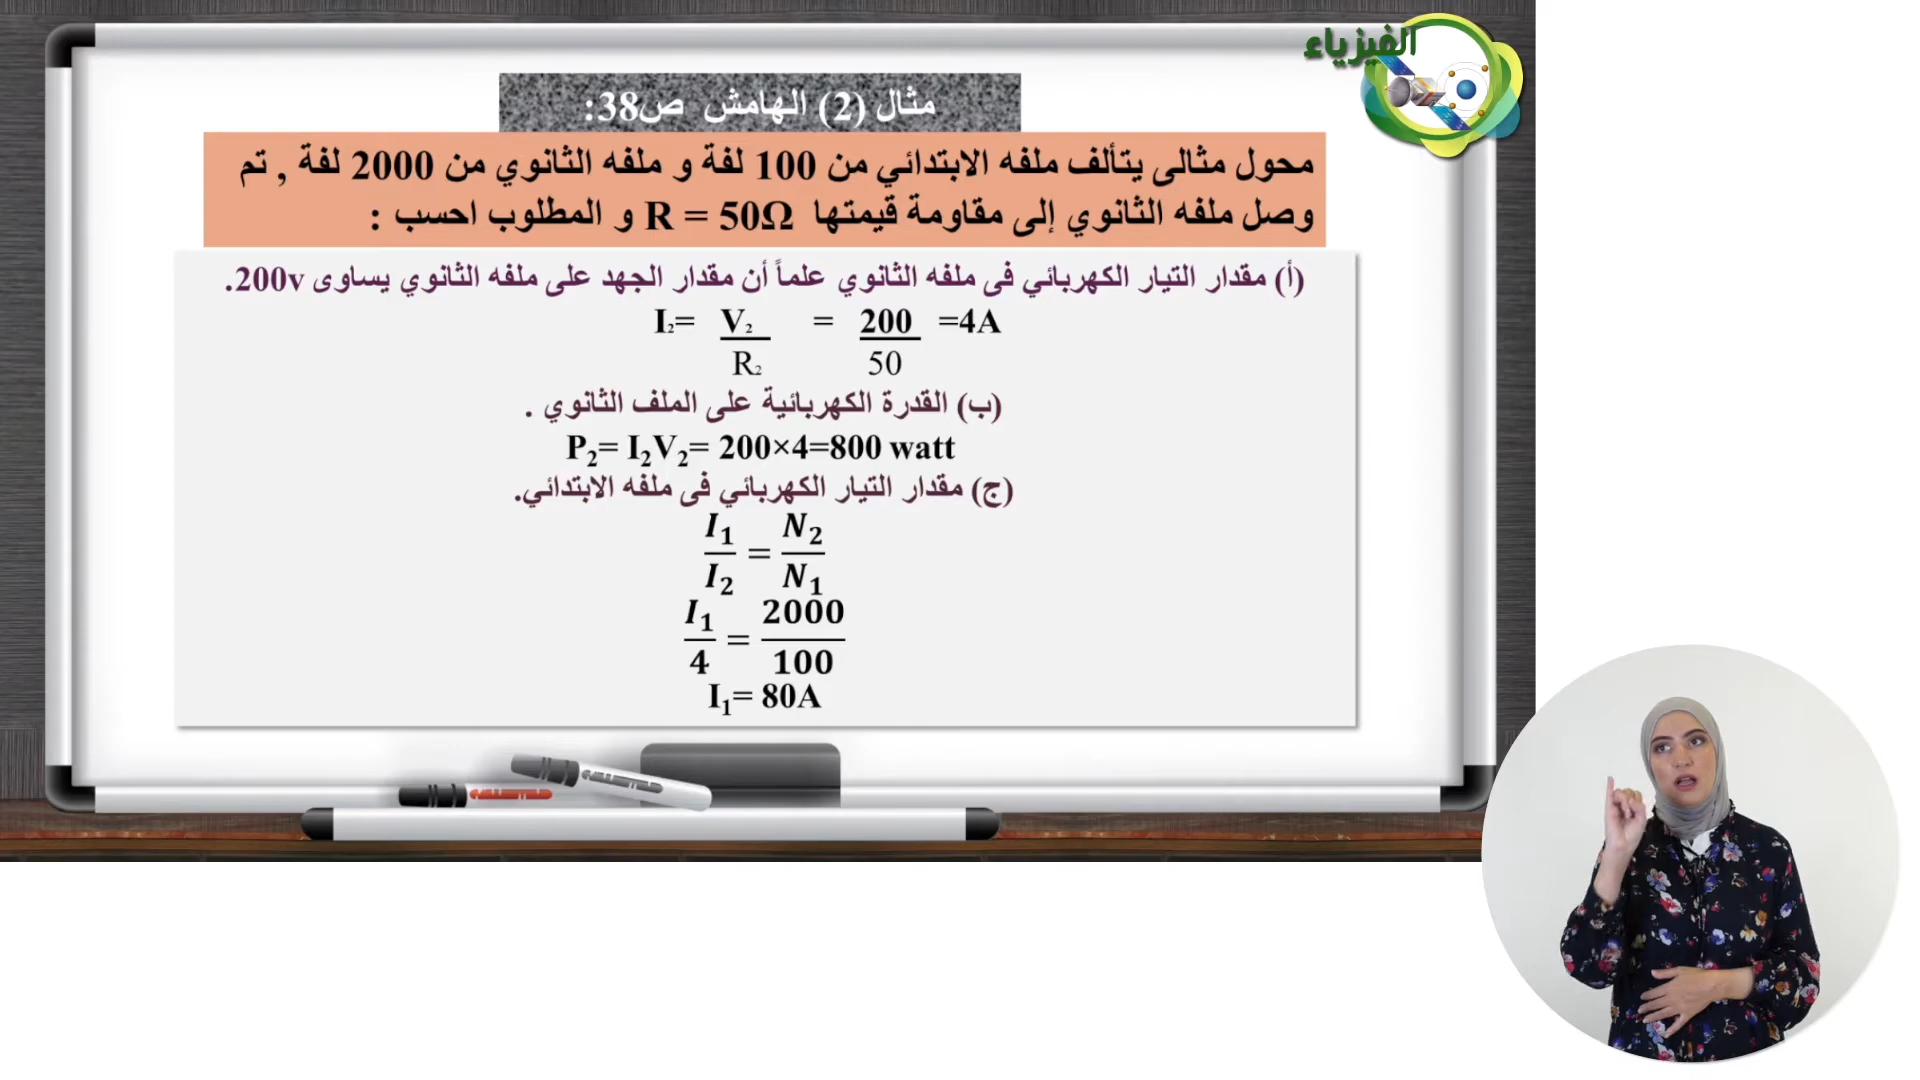 الفيزياء
مثال (2) الهامش ص38:
محول مثالى يتألف ملفه الابتدائي من 100 لفة و ملفه الثانوي من 2000 لفة , تم
وصل ملفه الثانوي إلى مقاومة قيمتها R = 50Ω و المطلوب احسب :
(أ) مقدار التيار الكهربائي فى ملفه الثانوي علماً أن مقدار الجهد على ملفه الثانوي يساوى 200v.
I₂= V₂ = 200 =4A
R₂ 50
(ب) القدرة الكهربائية على الملف الثانوي .
P₂= I₂V₂= 200×4=800 watt
(ج) مقدار التيار الكهربائي فى ملفه الابتدائي.
I₁/I₂ = N₂/N₁
I₁/4 = 2000/100
I₁= 80A